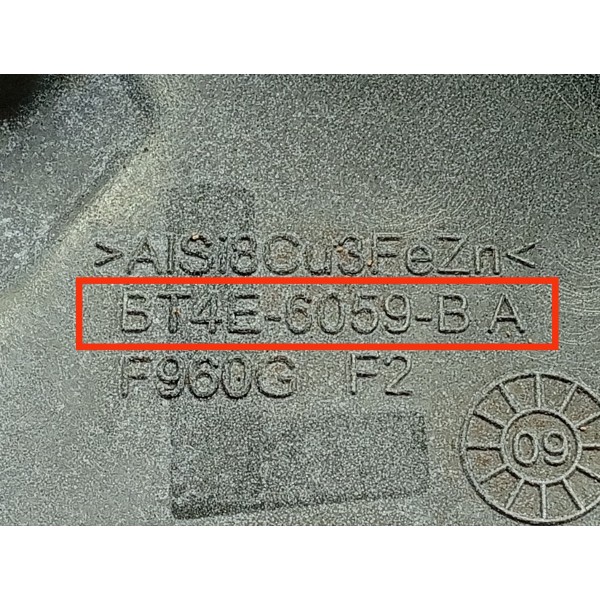 >AlSi8Cu3FeZn<
BT4E-6059-B A
F960G F2
09